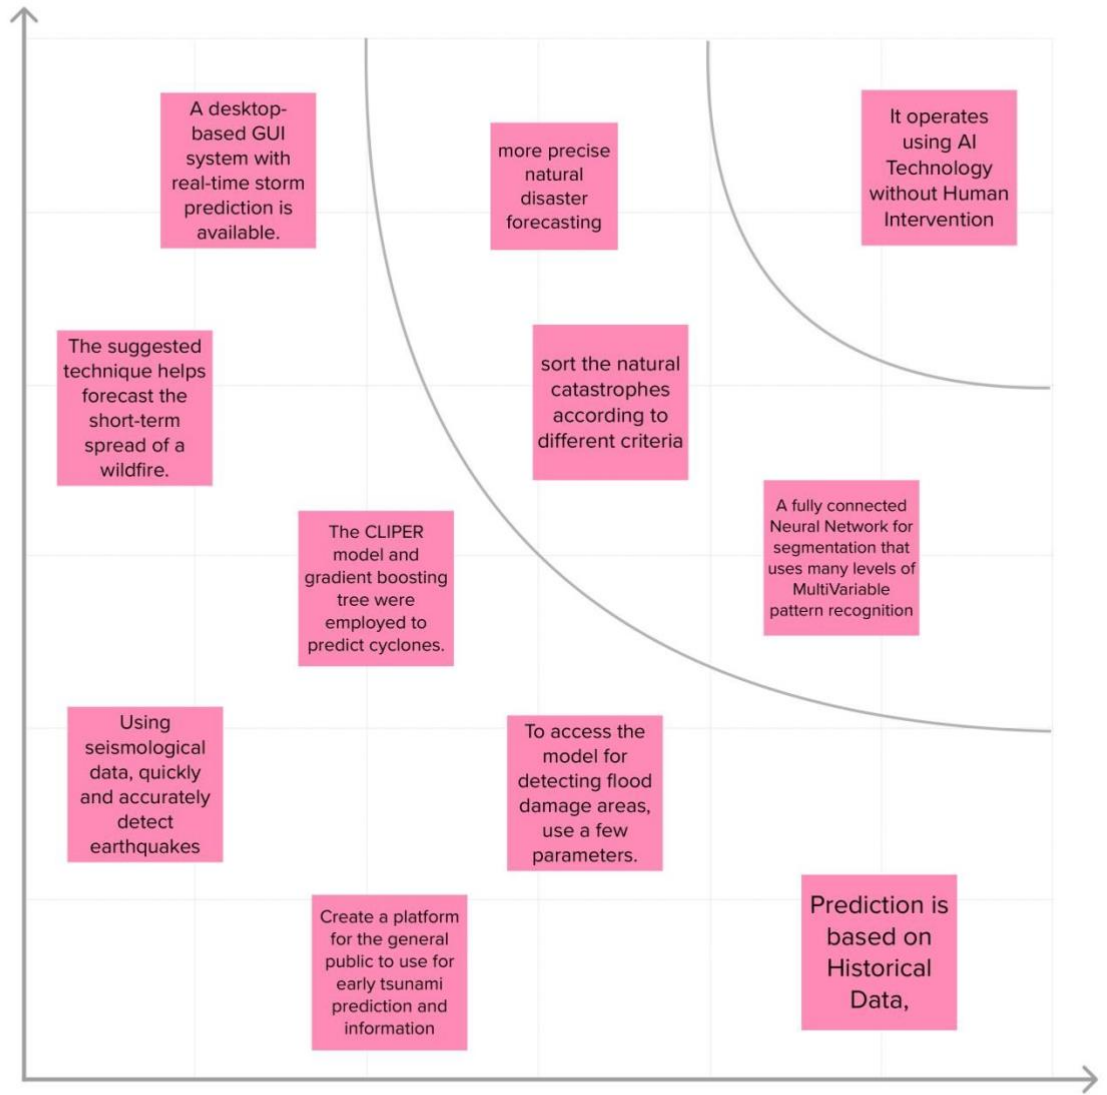 A desktop-
based GUI
system with
real-time storm
prediction is
available.
more precise
natural
disaster
forecasting
It operates
using AI
Technology
without Human
Intervention
The suggested
technique helps
forecast the
short-term
spread of a
wildfire.
sort the natural
catastrophes
according to
different criteria
The CLIPER
model and
gradient boosting
tree were
employed to
predict cyclones.
A fully connected
Neural Network for
segmentation that
uses many levels of
MultiVariable
pattern recognition
Using
seismological
data, quickly
and accurately
detect
earthquakes
To access the
model for
detecting flood
damage areas,
use a few
parameters.
Create a platform
for the general
public to use for
early tsunami
prediction and
information
Prediction is
based on
Historical
Data,